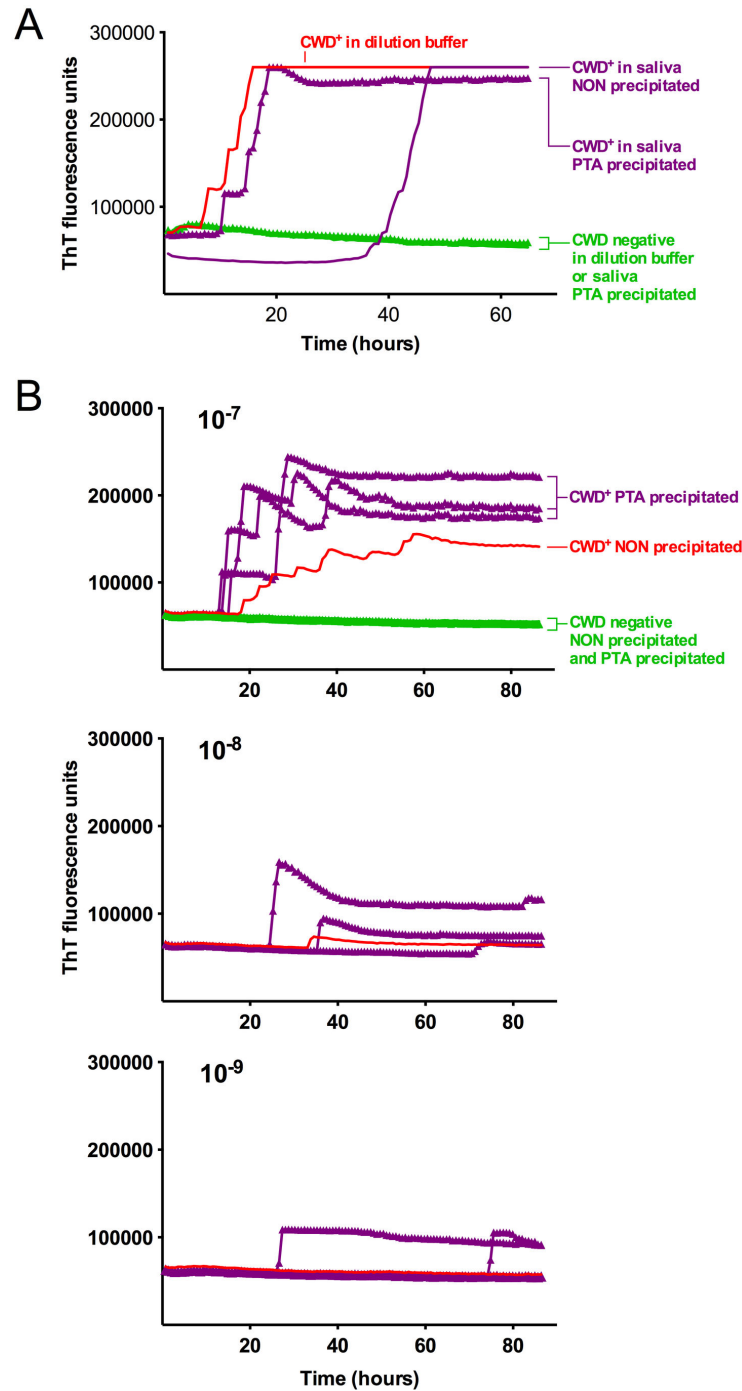 A
300000
200000
100000
ThT fluorescence units
20
40
60
Time (hours)
CWD+ in dilution buffer
CWD+ in saliva
NON precipitated
CWD+ in saliva
PTA precipitated
CWD negative
in dilution buffer
or saliva
PTA precipitated
B
10-7
300000
200000
100000
20
40
60
80
CWD+ PTA precipitated
CWD+ NON precipitated
CWD negative
NON precipitated
and PTA precipitated
10-8
300000
200000
100000
ThT fluorescence units
20
40
60
80
10-9
300000
200000
100000
20
40
60
80
Time (hours)